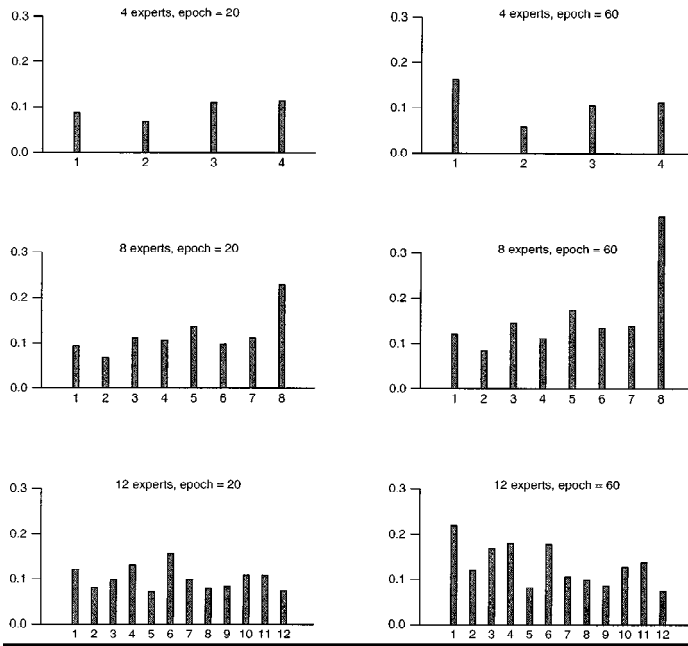 4 experts, epoch = 20
0.3
0.2
0.1
0.0
1 2 3 4
4 experts, epoch = 60
0.3
0.2
0.1
0.0
1 2 3 4
8 experts, epoch = 20
0.3
0.2
0.1
0.0
1 2 3 4 5 6 7 8
8 experts, epoch = 60
0.3
0.2
0.1
0.0
1 2 3 4 5 6 7 8
12 experts, epoch = 20
0.3
0.2
0.1
0.0
1 2 3 4 5 6 7 8 9 10 11 12
12 experts, epoch = 60
0.3
0.2
0.1
0.0
1 2 3 4 5 6 7 8 9 10 11 12